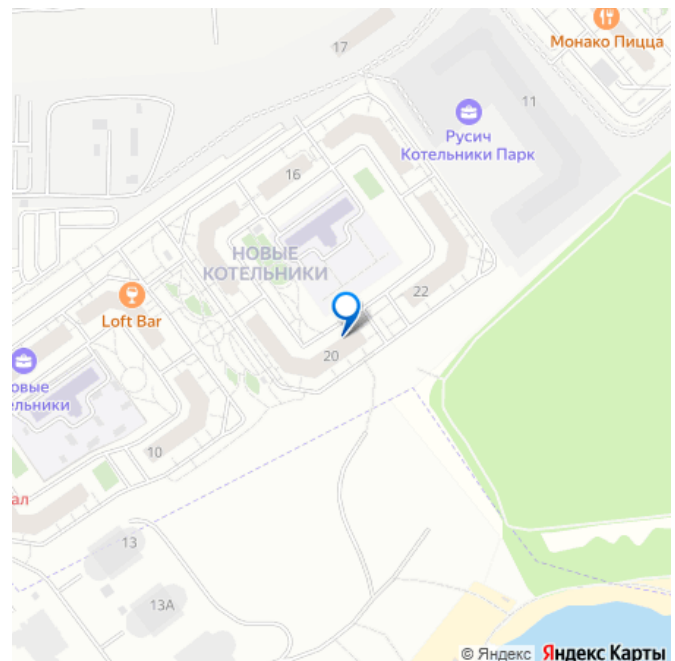 17
Монако Пицца
11
Русич
Котельники Парк
16
НОВЫЕ
КОТЕЛЬНИКИ
22
Loft Bar
20
овые
ельники
10
ал
13
13А
© Яндекс Яндекс Карты